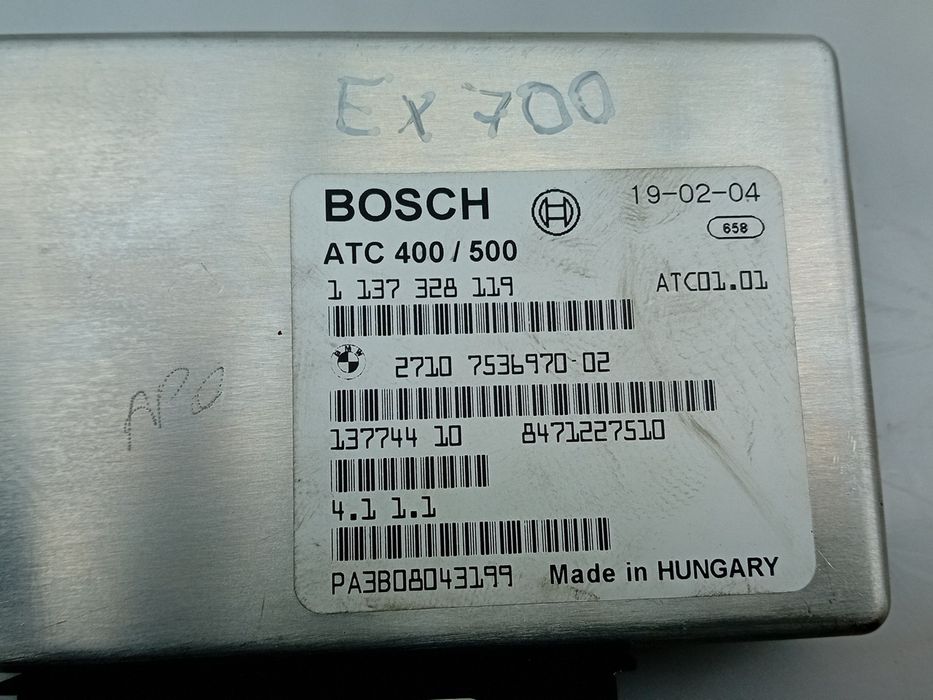 Ex 700
BOSCH 19-02-04
658
ATC 400 / 500
1 137 328 119 ATC01.01
BMW 2710 7536970-02
137744 10 8471227510
4.1 1.1
PA3B08043199 Made in HUNGARY